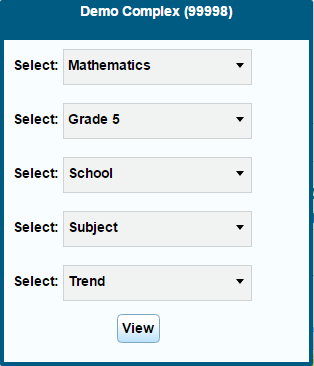 Demo Complex (99998)
Select: Mathematics
Select: Grade 5
Select: School
Select: Subject
Select: Trend
View